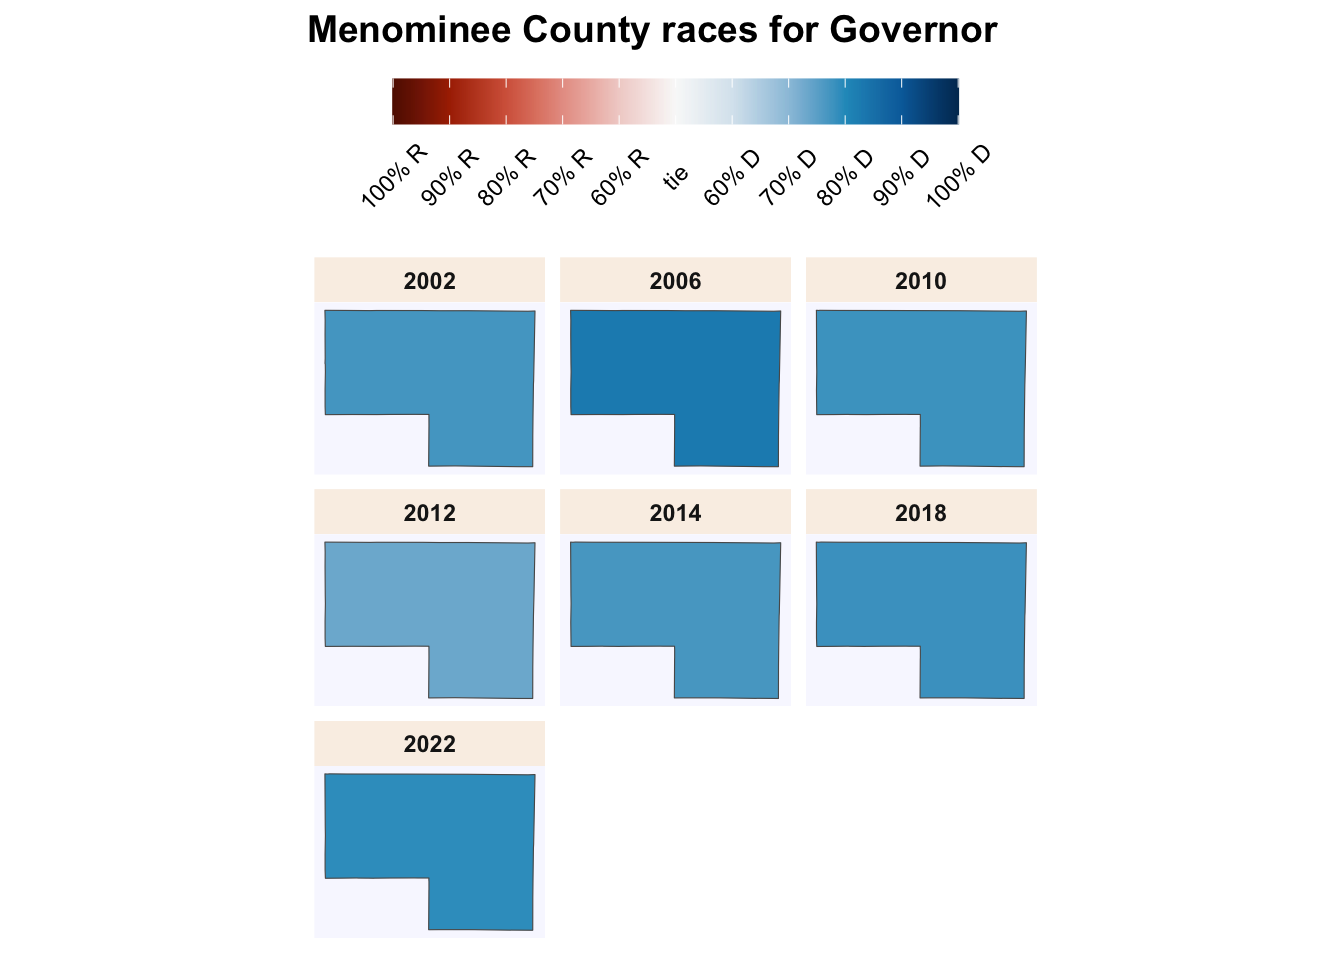 Menominee County races for Governor
100% R
90% R
80% R
70% R
60% R
tie
60% D
70% D
80% D
90% D
100% D
2002
2006
2010
2012
2014
2018
2022